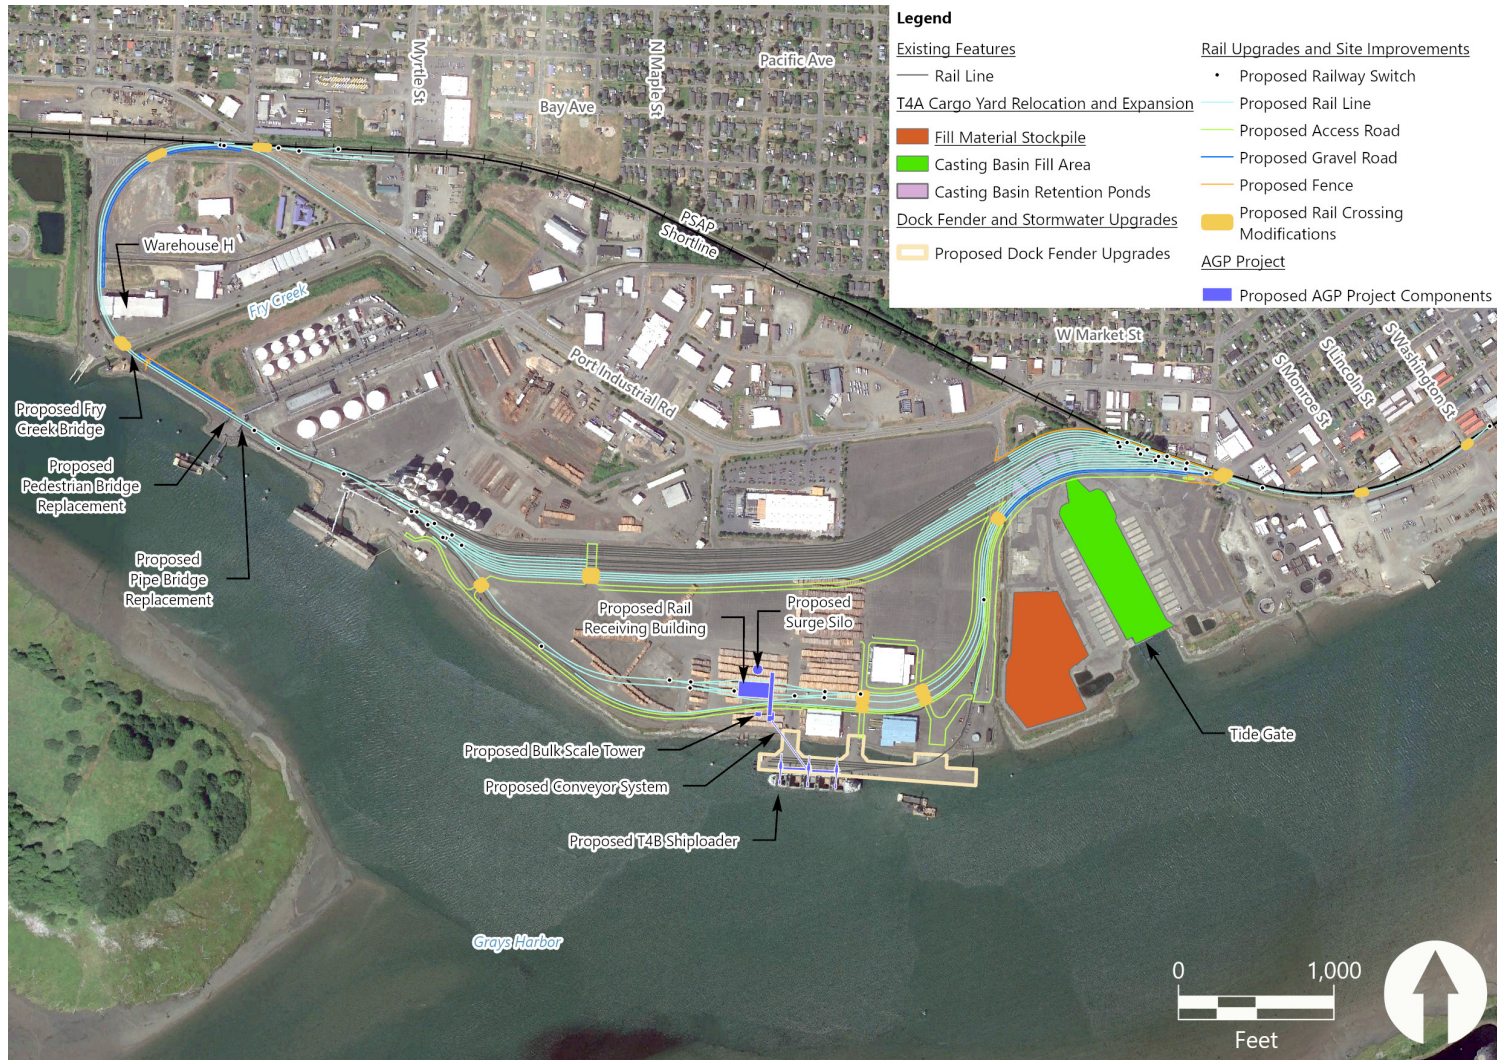 Legend
Existing Features
Rail Line
T4A Cargo Yard Relocation and Expansion
Fill Material Stockpile
Casting Basin Fill Area
Casting Basin Retention Ponds
Dock Fender and Stormwater Upgrades
Proposed Dock Fender Upgrades
Rail Upgrades and Site Improvements
Proposed Railway Switch
Proposed Rail Line
Proposed Access Road
Proposed Gravel Road
Proposed Fence
Proposed Rail Crossing
Modifications
AGP Project
Proposed AGP Project Components
Myrtle St
N Maple St
Pacific Ave
Bay Ave
PSAP
Shortline
Warehouse H
Fry Creek
Port Industrial Rd
W Market St
S Monroe St
S Lincoln St
S Washington St
Proposed Fry
Creek Bridge
Proposed
Pedestrian Bridge
Replacement
Proposed
Pipe Bridge
Replacement
Proposed Rail
Receiving Building
Proposed
Surge Silo
Proposed Bulk Scale Tower
Proposed Conveyor System
Proposed T4B Shiploader
Tide Gate
Grays Harbor
0 1,000
Feet